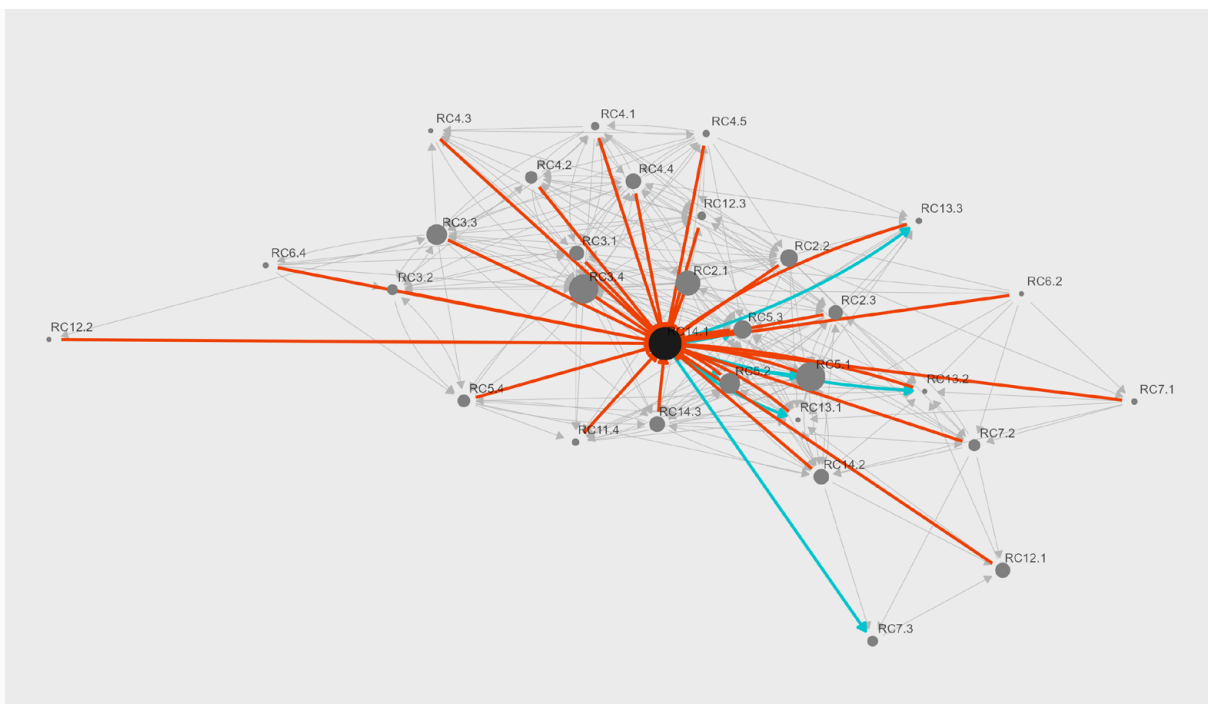 RC4.3
RC4.1
RC4.5
RC4.2
RC4.4
RC12.3
RC13.3
RC3.3
RC3.1
RC2.2
RC6.4
RC3.2
RC3.4
RC2.1
RC6.2
RC12.2
RC14.1
RC5.3
RC2.3
RC5.4
RC5.2
RC5.1
RC13.2
RC7.1
RC11.4
RC14.3
RC13.1
RC7.2
RC14.2
RC12.1
RC7.3